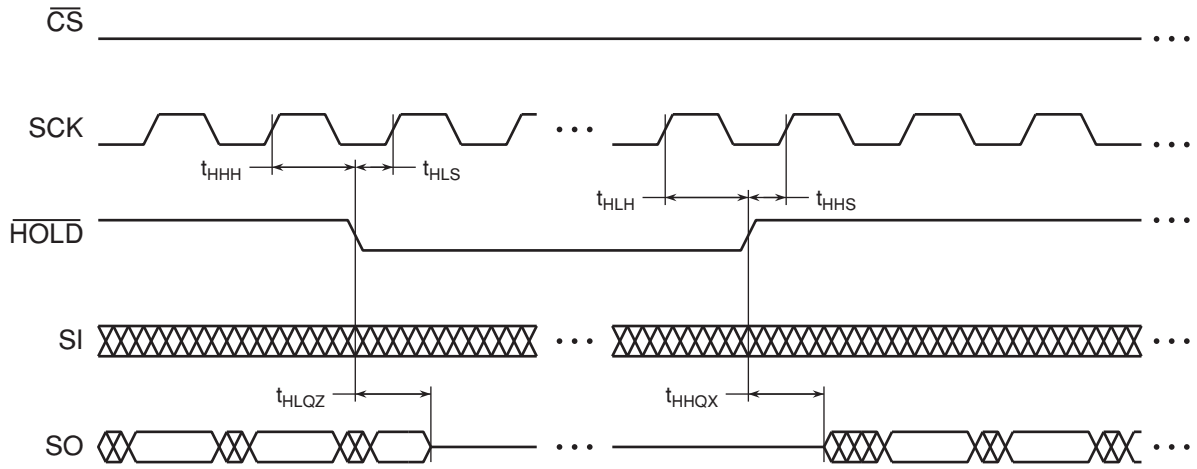 CS
SCK
tHHH
tHLS
tHLH
tHHS
HOLD
SI
tHLQZ
tHHQX
SO